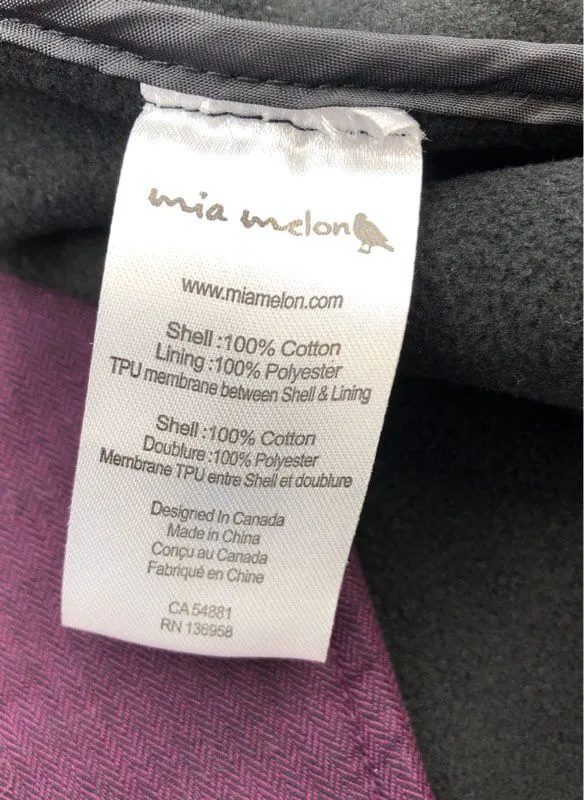 mia melon
www.miamelon.com
Shell :100% Cotton
Lining :100% Polyester
TPU membrane between Shell & Lining
Shell :100% Cotton
Doublure :100% Polyester
Membrane TPU entre Shell et doublure
Designed In Canada
Made in China
Conçu au Canada
Fabriqué en Chine
CA 54881
RN 136958